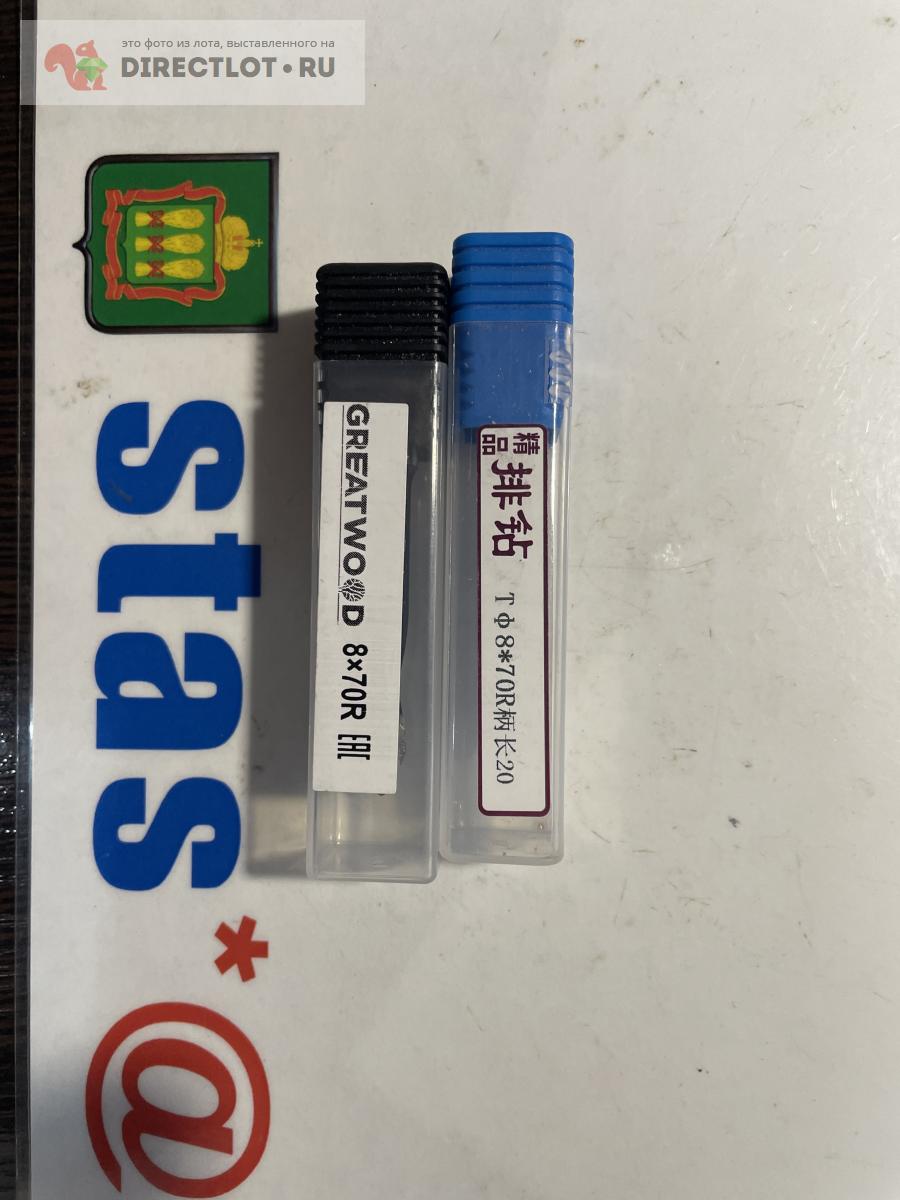 это фото из лота, выставленного на
DIRECTLOT•RU
stas*@
GREATWOOD 8×70R EAC
精品
排钻
TΦ8*70R柄长20